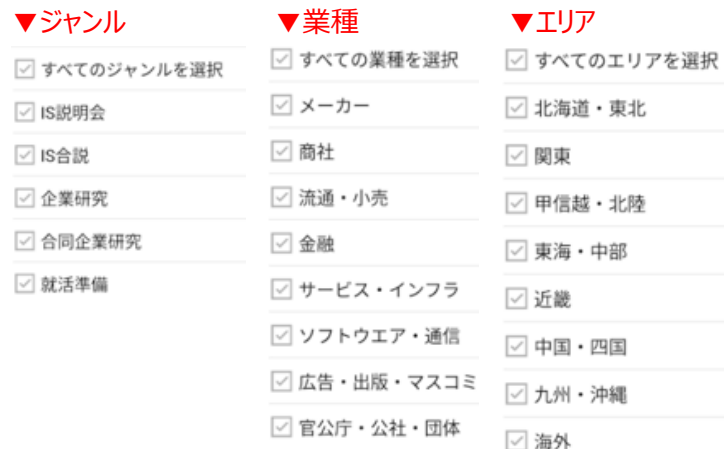 ▼ジャンル
すべてのジャンルを選択
IS説明会
IS合説
企業研究
合同企業研究
就活準備
▼業種
すべての業種を選択
メーカー
商社
流通・小売
金融
サービス・インフラ
ソフトウエア・通信
広告・出版・マスコミ
官公庁・公社・団体
▼エリア
すべてのエリアを選択
北海道・東北
関東
甲信越・北陸
東海・中部
近畿
中国・四国
九州・沖縄
海外